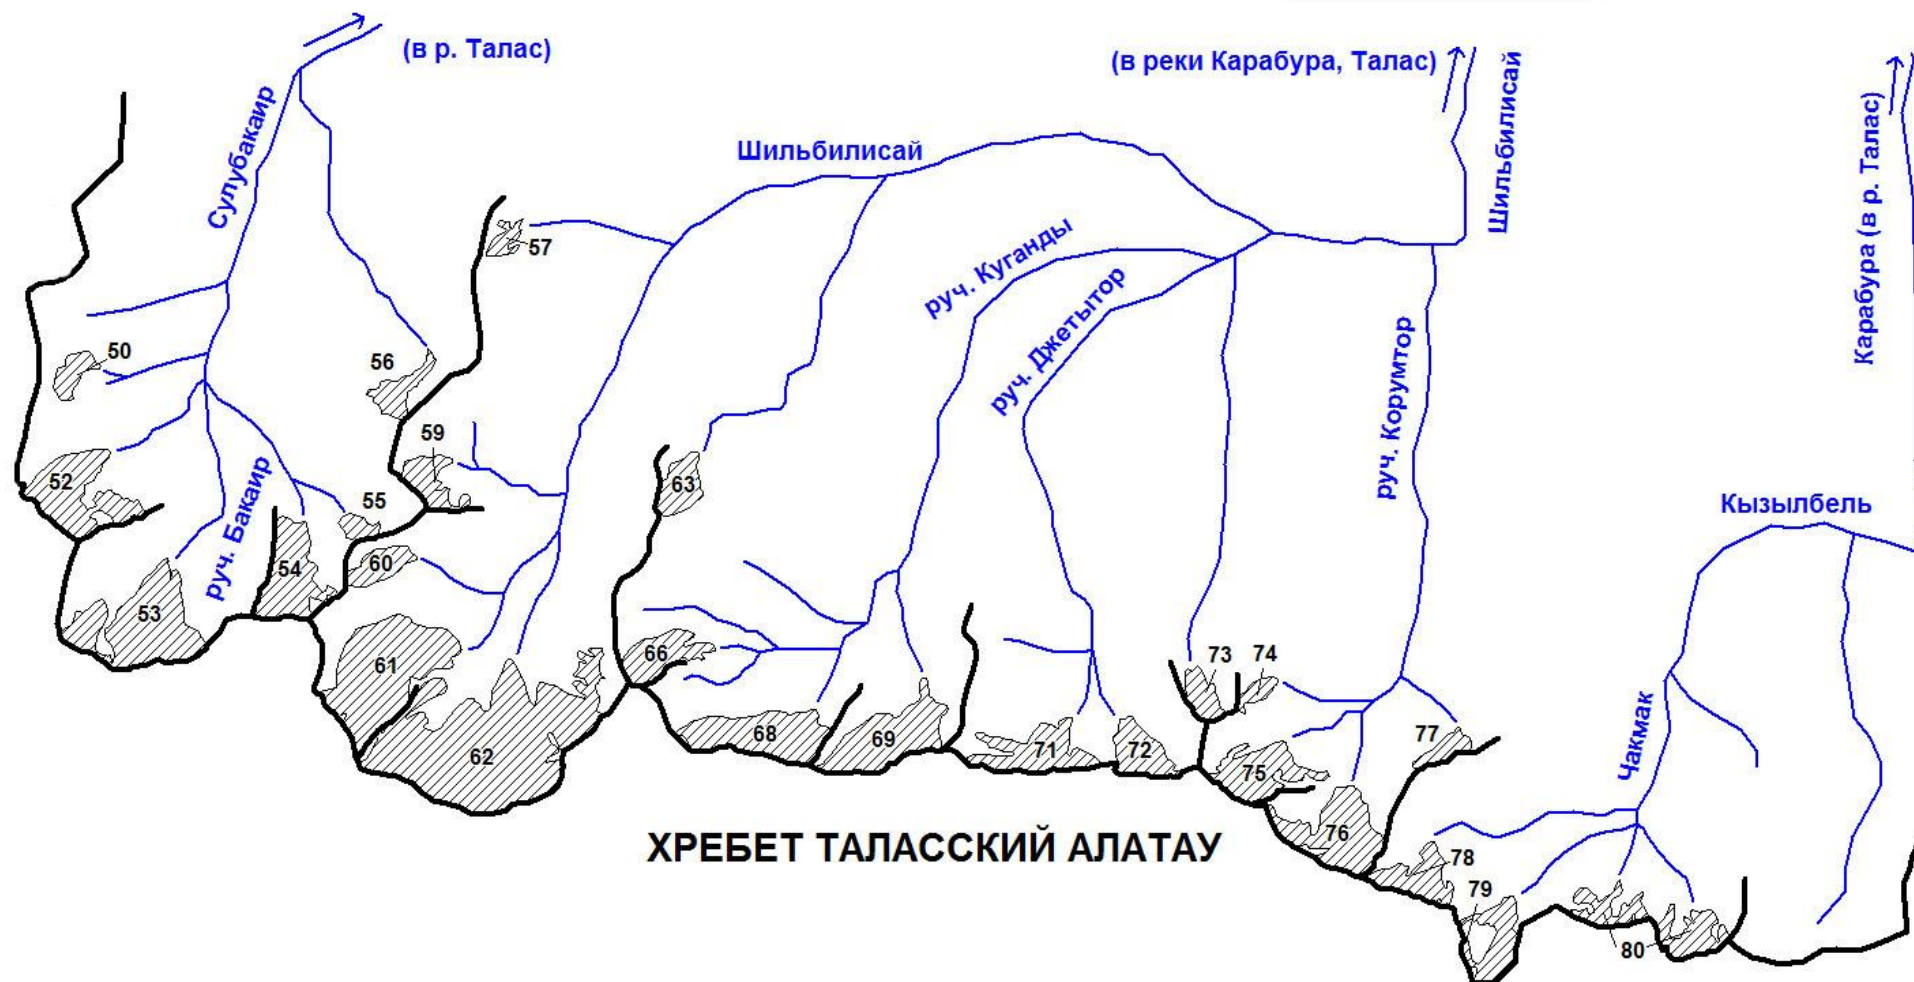 (в р. Талас)
(в реки Карабура, Талас)
Шильбилисай
Сулубакаир
Шильбилисай
Карабура (в р. Талас)
57
руч. Куганды
руч. Джетытор
50
56
руч. Корумтор
59
52
63
55
Кызылбель
руч. Бакаир
54
60
53
61
66
73
74
62
68
69
71
72
75
77
Чакмак
ХРЕБЕТ ТАЛАССКИЙ АЛАТАУ
76
78
79
80